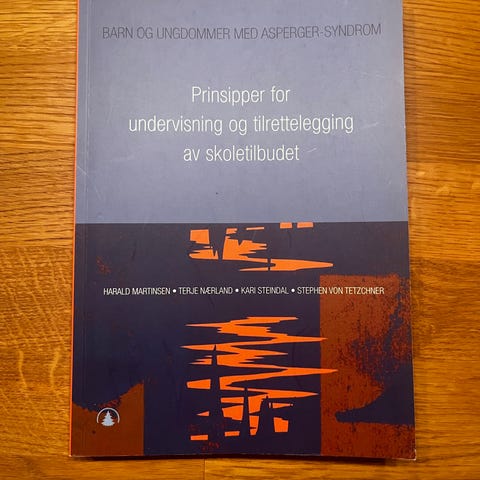 BARN OG UNGDOMMER MED ASPERGER-SYNDROM
Prinsipper for
undervisning og tilrettelegging
av skoletilbudet
HARALD MARTINSEN • TERJE NÆRLAND • KARI STEINDAL • STEPHEN VON TETZCHNER